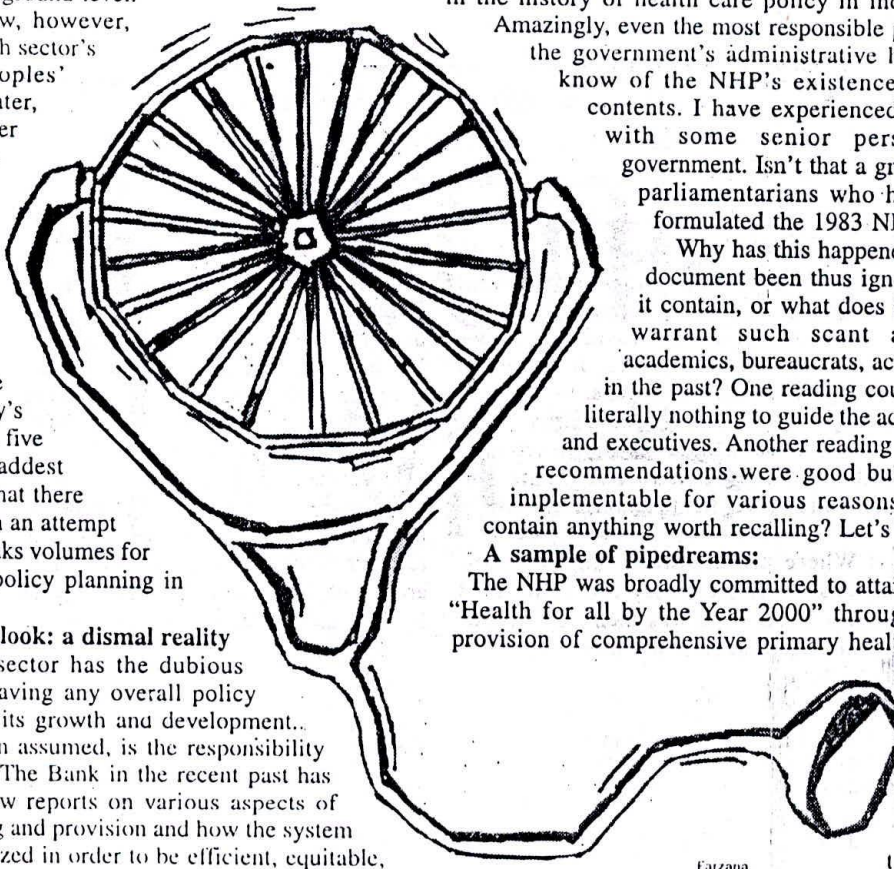 w, however,
h sector's
oples'
ater,
er
y's
five
addest
hat there
n an attempt
ks volumes for
policy planning in
look: a dismal reality
sector has the dubious
aving any overall policy
its growth and development..
n assumed, is the responsibility
The Bank in the recent past has
w reports on various aspects of
g and provision and how the system
zed in order to be efficient, equitable,
in the history of health care policy in
Amazingly, even the most responsible
the government's administrative
know of the NHP's existence
contents. I have experienced
with some senior pers
government. Isn't that a gr
parliamentarians who h
formulated the 1983 N
Why has this happene
document been thus ign
it contain, or what does
warrant such scant a
academics, bureaucrats, ac
in the past? One reading cou
literally nothing to guide the ac
and executives. Another reading
recommendations.were good bu
implementable for various reasons
contain anything worth recalling? Let's
A sample of pipedreams:
The NHP was broadly committed to attai
"Health for all by the Year 2000" throug
provision of comprehensive primary heal
Farzana